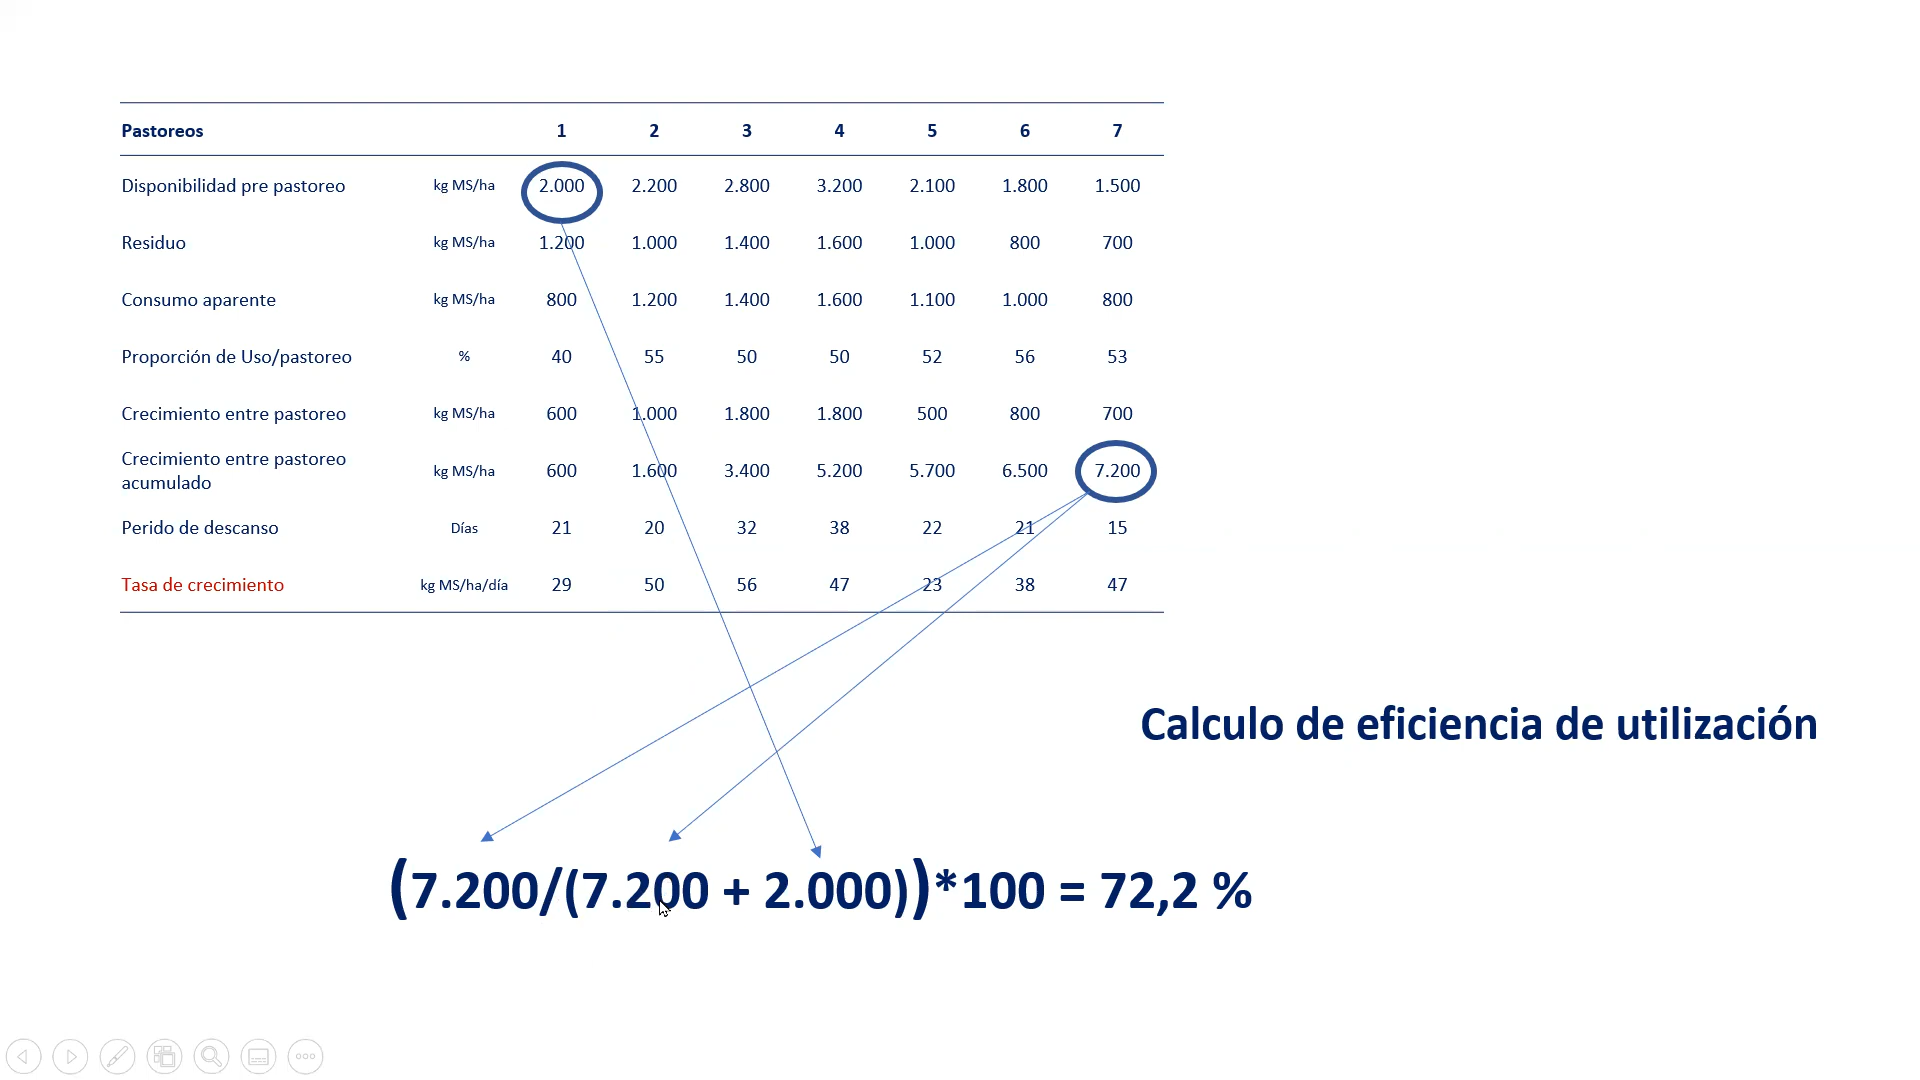 Pastoreos 1 2 3 4 5 6 7
Disponibilidad pre pastoreo kg MS/ha 2.000 2.200 2.800 3.200 2.100 1.800 1.500
Residuo kg MS/ha 1.200 1.000 1.400 1.600 1.000 800 700
Consumo aparente kg MS/ha 800 1.200 1.400 1.600 1.100 1.000 800
Proporción de Uso/pastoreo % 40 55 50 50 52 56 53
Crecimiento entre pastoreo kg MS/ha 600 1.000 1.800 1.800 500 800 700
Crecimiento entre pastoreo
acumulado kg MS/ha 600 1.600 3.400 5.200 5.700 6.500 7.200
Perido de descanso Días 21 20 32 38 22 21 15
Tasa de crecimiento kg MS/ha/día 29 50 56 47 23 38 47
Calculo de eficiencia de utilización
(7.200/(7.200 + 2.000))*100 = 72,2 %